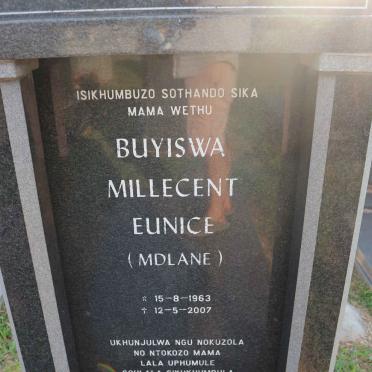 ISIKHUMBUZO SOTHANDO SIKA
MAMA WETHU
BUYISWA
MILLECENT
EUNICE
( MDLANE )
☆ 15-8-1963
† 12-5-2007
UKHUNJULWA NGU NOKUZOLA
NO NTOKOZO MAMA
LALA UPHUMULE